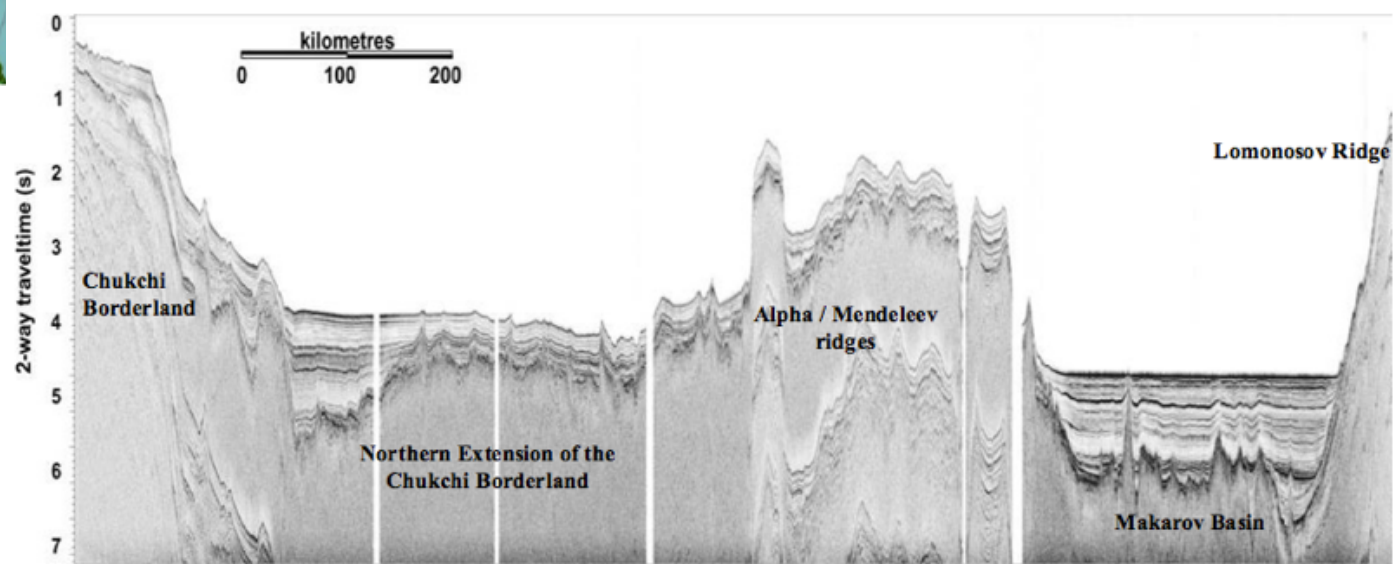 kilometres
0 100 200
2-way traveltime (s)
0
1
2
3
4
5
6
7
Chukchi
Borderland
Northern Extension of the
Chukchi Borderland
Alpha / Mendeleev
ridges
Lomonosov Ridge
Makarov Basin